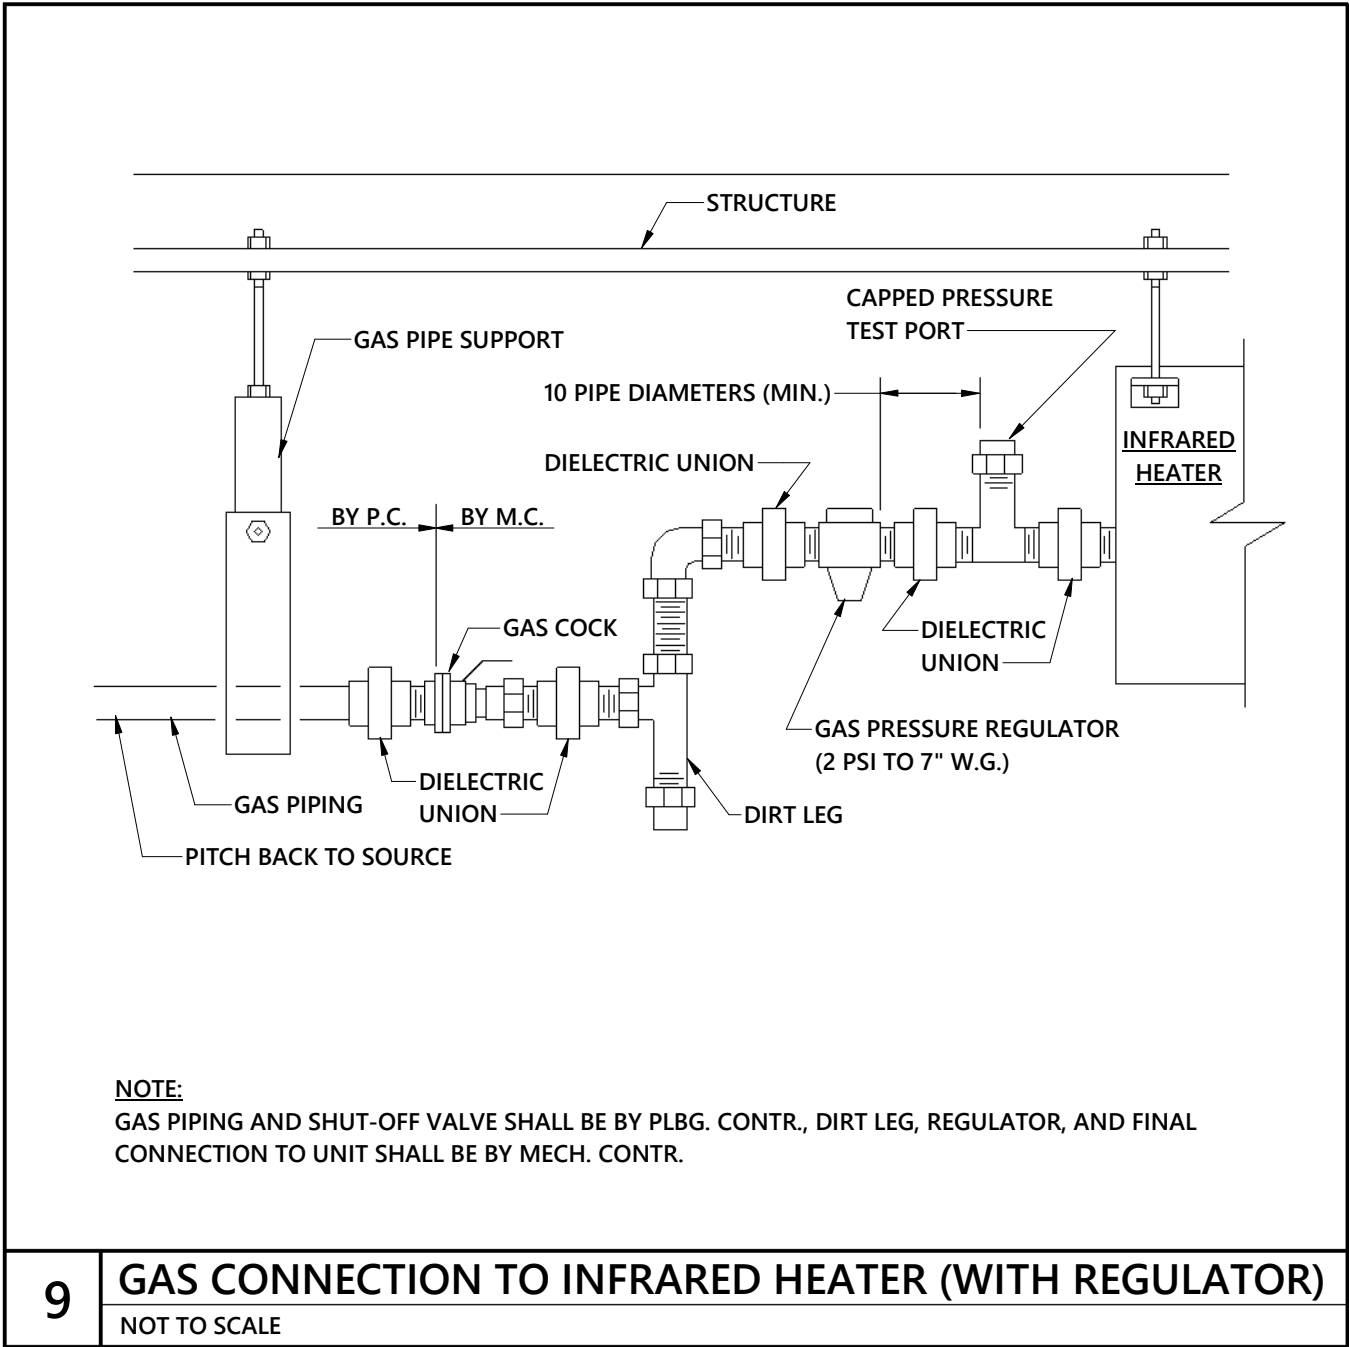 STRUCTURE
CAPPED PRESSURE
TEST PORT
GAS PIPE SUPPORT
10 PIPE DIAMETERS (MIN.)
INFRARED
HEATER
DIELECTRIC UNION
BY P.C.
BY M.C.
GAS COCK
DIELECTRIC
UNION
GAS PRESSURE REGULATOR
(2 PSI TO 7" W.G.)
DIELECTRIC
UNION
GAS PIPING
DIRT LEG
PITCH BACK TO SOURCE
NOTE:
GAS PIPING AND SHUT-OFF VALVE SHALL BE BY PLBG. CONTR., DIRT LEG, REGULATOR, AND FINAL
CONNECTION TO UNIT SHALL BE BY MECH. CONTR.
9
GAS CONNECTION TO INFRARED HEATER (WITH REGULATOR)
NOT TO SCALE